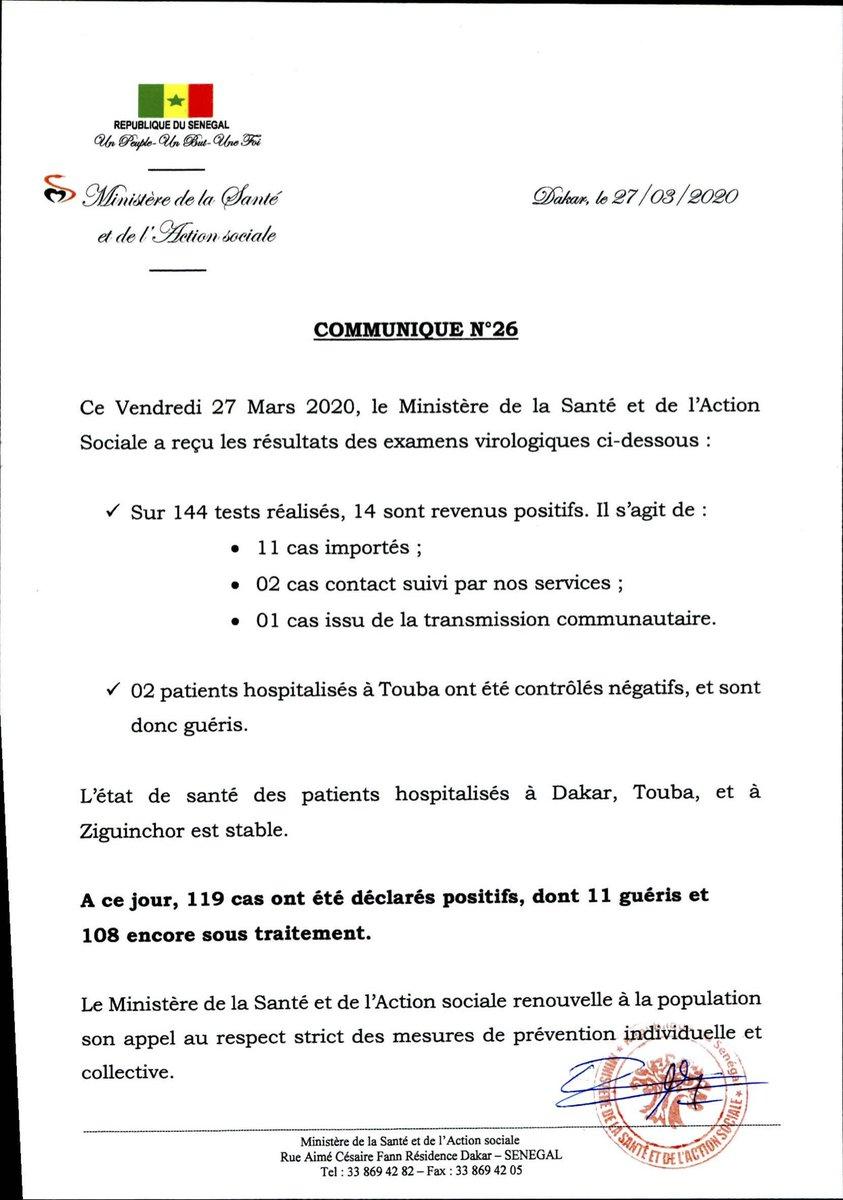 REPUBLIQUE DU SENEGAL
Un Peuple- Un But- Une Foi
Ministère de la Santé
et de l'Action sociale
Dakar, le 27/03/2020
COMMUNIQUE N°26
Ce Vendredi 27 Mars 2020, le Ministère de la Santé et de l'Action
Sociale a reçu les résultats des examens virologiques ci-dessous :
✓ Sur 144 tests réalisés, 14 sont revenus positifs. Il s'agit de :
• 11 cas importés ;
• 02 cas contact suivi par nos services ;
• 01 cas issu de la transmission communautaire.
✓ 02 patients hospitalisés à Touba ont été contrôlés négatifs, et sont
donc guéris.
L'état de santé des patients hospitalisés à Dakar, Touba, et à
Ziguinchor est stable.
A ce jour, 119 cas ont été déclarés positifs, dont 11 guéris et
108 encore sous traitement.
Le Ministère de la Santé et de l'Action sociale renouvelle à la population
son appel au respect strict des mesures de prévention individuelle et
collective.
MINISTERE DE LA SANTÉ ET DE L'ACTION SOCIALE
Ministère de la Santé et de l'Action sociale
Rue Aimé Césaire Fann Résidence Dakar – SENEGAL
Tel : 33 869 42 82 – Fax : 33 869 42 05